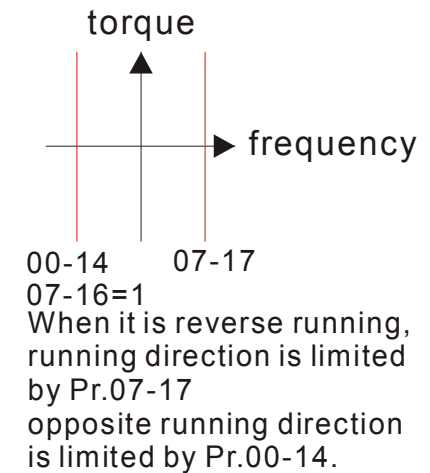 torque
frequency
00-14 07-17
07-16=1
When it is reverse running,
running direction is limited
by Pr.07-17
opposite running direction
is limited by Pr.00-14.